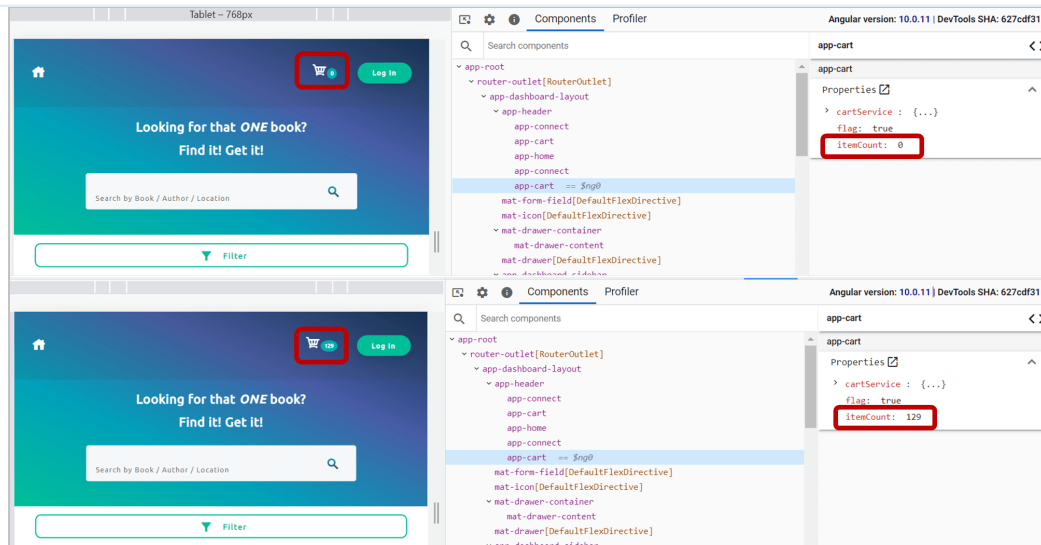 Tablet – 768px
0
Log In
Looking for that ONE book?
Find it! Get it!
Search by Book / Author / Location
Filter
Components Profiler
Angular version: 10.0.11 | DevTools SHA: 627cdf31
Search components
app-root
router-outlet[RouterOutlet]
app-dashboard-layout
app-header
app-connect
app-cart
app-home
app-connect
app-cart == $ng0
mat-form-field[DefaultFlexDirective]
mat-icon[DefaultFlexDirective]
mat-drawer-container
mat-drawer-content
mat-drawer[DefaultFlexDirective]
app-dashboard-sidebar
app-cart
app-cart
Properties
cartService : {...}
flag: true
itemCount: 0
129
Log In
Looking for that ONE book?
Find it! Get it!
Search by Book / Author / Location
Filter
Components Profiler
Angular version: 10.0.11 | DevTools SHA: 627cdf31
Search components
app-root
router-outlet[RouterOutlet]
app-dashboard-layout
app-header
app-connect
app-cart
app-home
app-connect
app-cart == $ng0
mat-form-field[DefaultFlexDirective]
mat-icon[DefaultFlexDirective]
mat-drawer-container
mat-drawer-content
mat-drawer[DefaultFlexDirective]
app-dashboard-sidebar
app-cart
app-cart
Properties
cartService : {...}
flag: true
itemCount: 129